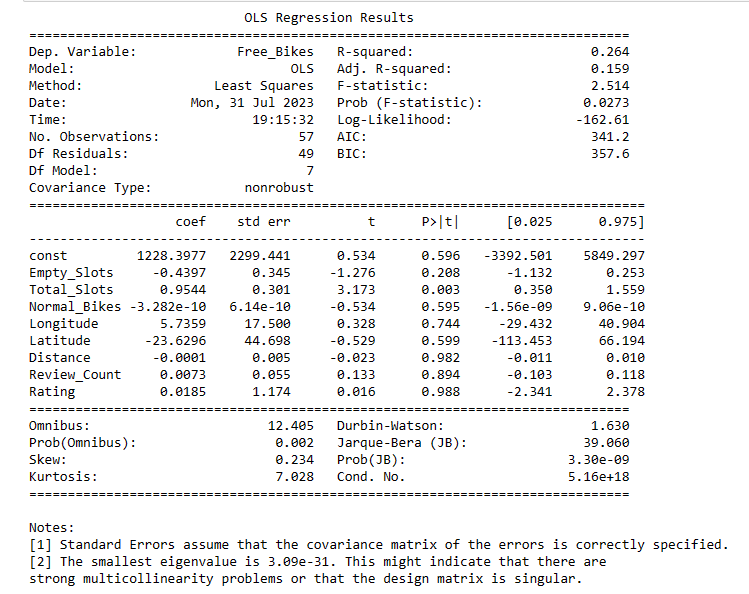 OLS Regression Results
==============================================================================
Dep. Variable:             Free_Bikes   R-squared:                       0.264
Model:                            OLS   Adj. R-squared:                  0.159
Method:                 Least Squares   F-statistic:                     2.514
Date:                Mon, 31 Jul 2023   Prob (F-statistic):             0.0273
Time:                        19:15:32   Log-Likelihood:                -162.61
No. Observations:                  57   AIC:                             341.2
Df Residuals:                      49   BIC:                             357.6
Df Model:                           7
Covariance Type:            nonrobust
================================================================================
                   coef    std err          t      P>|t|      [0.025      0.975]
--------------------------------------------------------------------------------
const         1228.3977   2299.441      0.534      0.596   -3392.501    5849.297
Empty_Slots     -0.4397      0.345     -1.276      0.208      -1.132       0.253
Total_Slots      0.9544      0.301      3.173      0.003       0.350       1.559
Normal_Bikes -3.282e-10   6.14e-10     -0.534      0.595   -1.56e-09    9.06e-10
Longitude        5.7359     17.500      0.328      0.744     -29.432      40.904
Latitude       -23.6296     44.698     -0.529      0.599    -113.453      66.194
Distance        -0.0001      0.005     -0.023      0.982      -0.011       0.010
Review_Count     0.0073      0.055      0.133      0.894      -0.103       0.118
Rating           0.0185      1.174      0.016      0.988      -2.341       2.378
==============================================================================
Omnibus:                       12.405   Durbin-Watson:                   1.630
Prob(Omnibus):                  0.002   Jarque-Bera (JB):               39.060
Skew:                           0.234   Prob(JB):                     3.30e-09
Kurtosis:                       7.028   Cond. No.                     5.16e+18
==============================================================================
Notes:
[1] Standard Errors assume that the covariance matrix of the errors is correctly specified.
[2] The smallest eigenvalue is 3.09e-31. This might indicate that there are
strong multicollinearity problems or that the design matrix is singular.